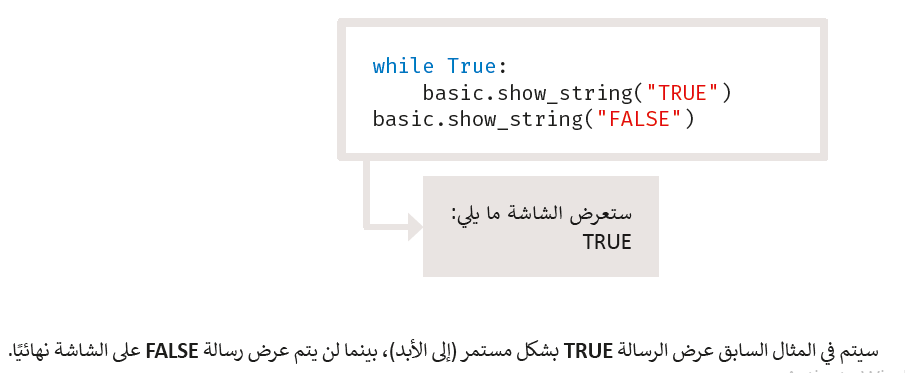 while True:
    basic.show_string("TRUE")
basic.show_string("FALSE")
ستعرض الشاشة ما يلي:
TRUE
سيتم في المثال السابق عرض الرسالة TRUE بشكل مستمر (إلى الأبد)، بينما لن يتم عرض رسالة FALSE على الشاشة نهائيًا.